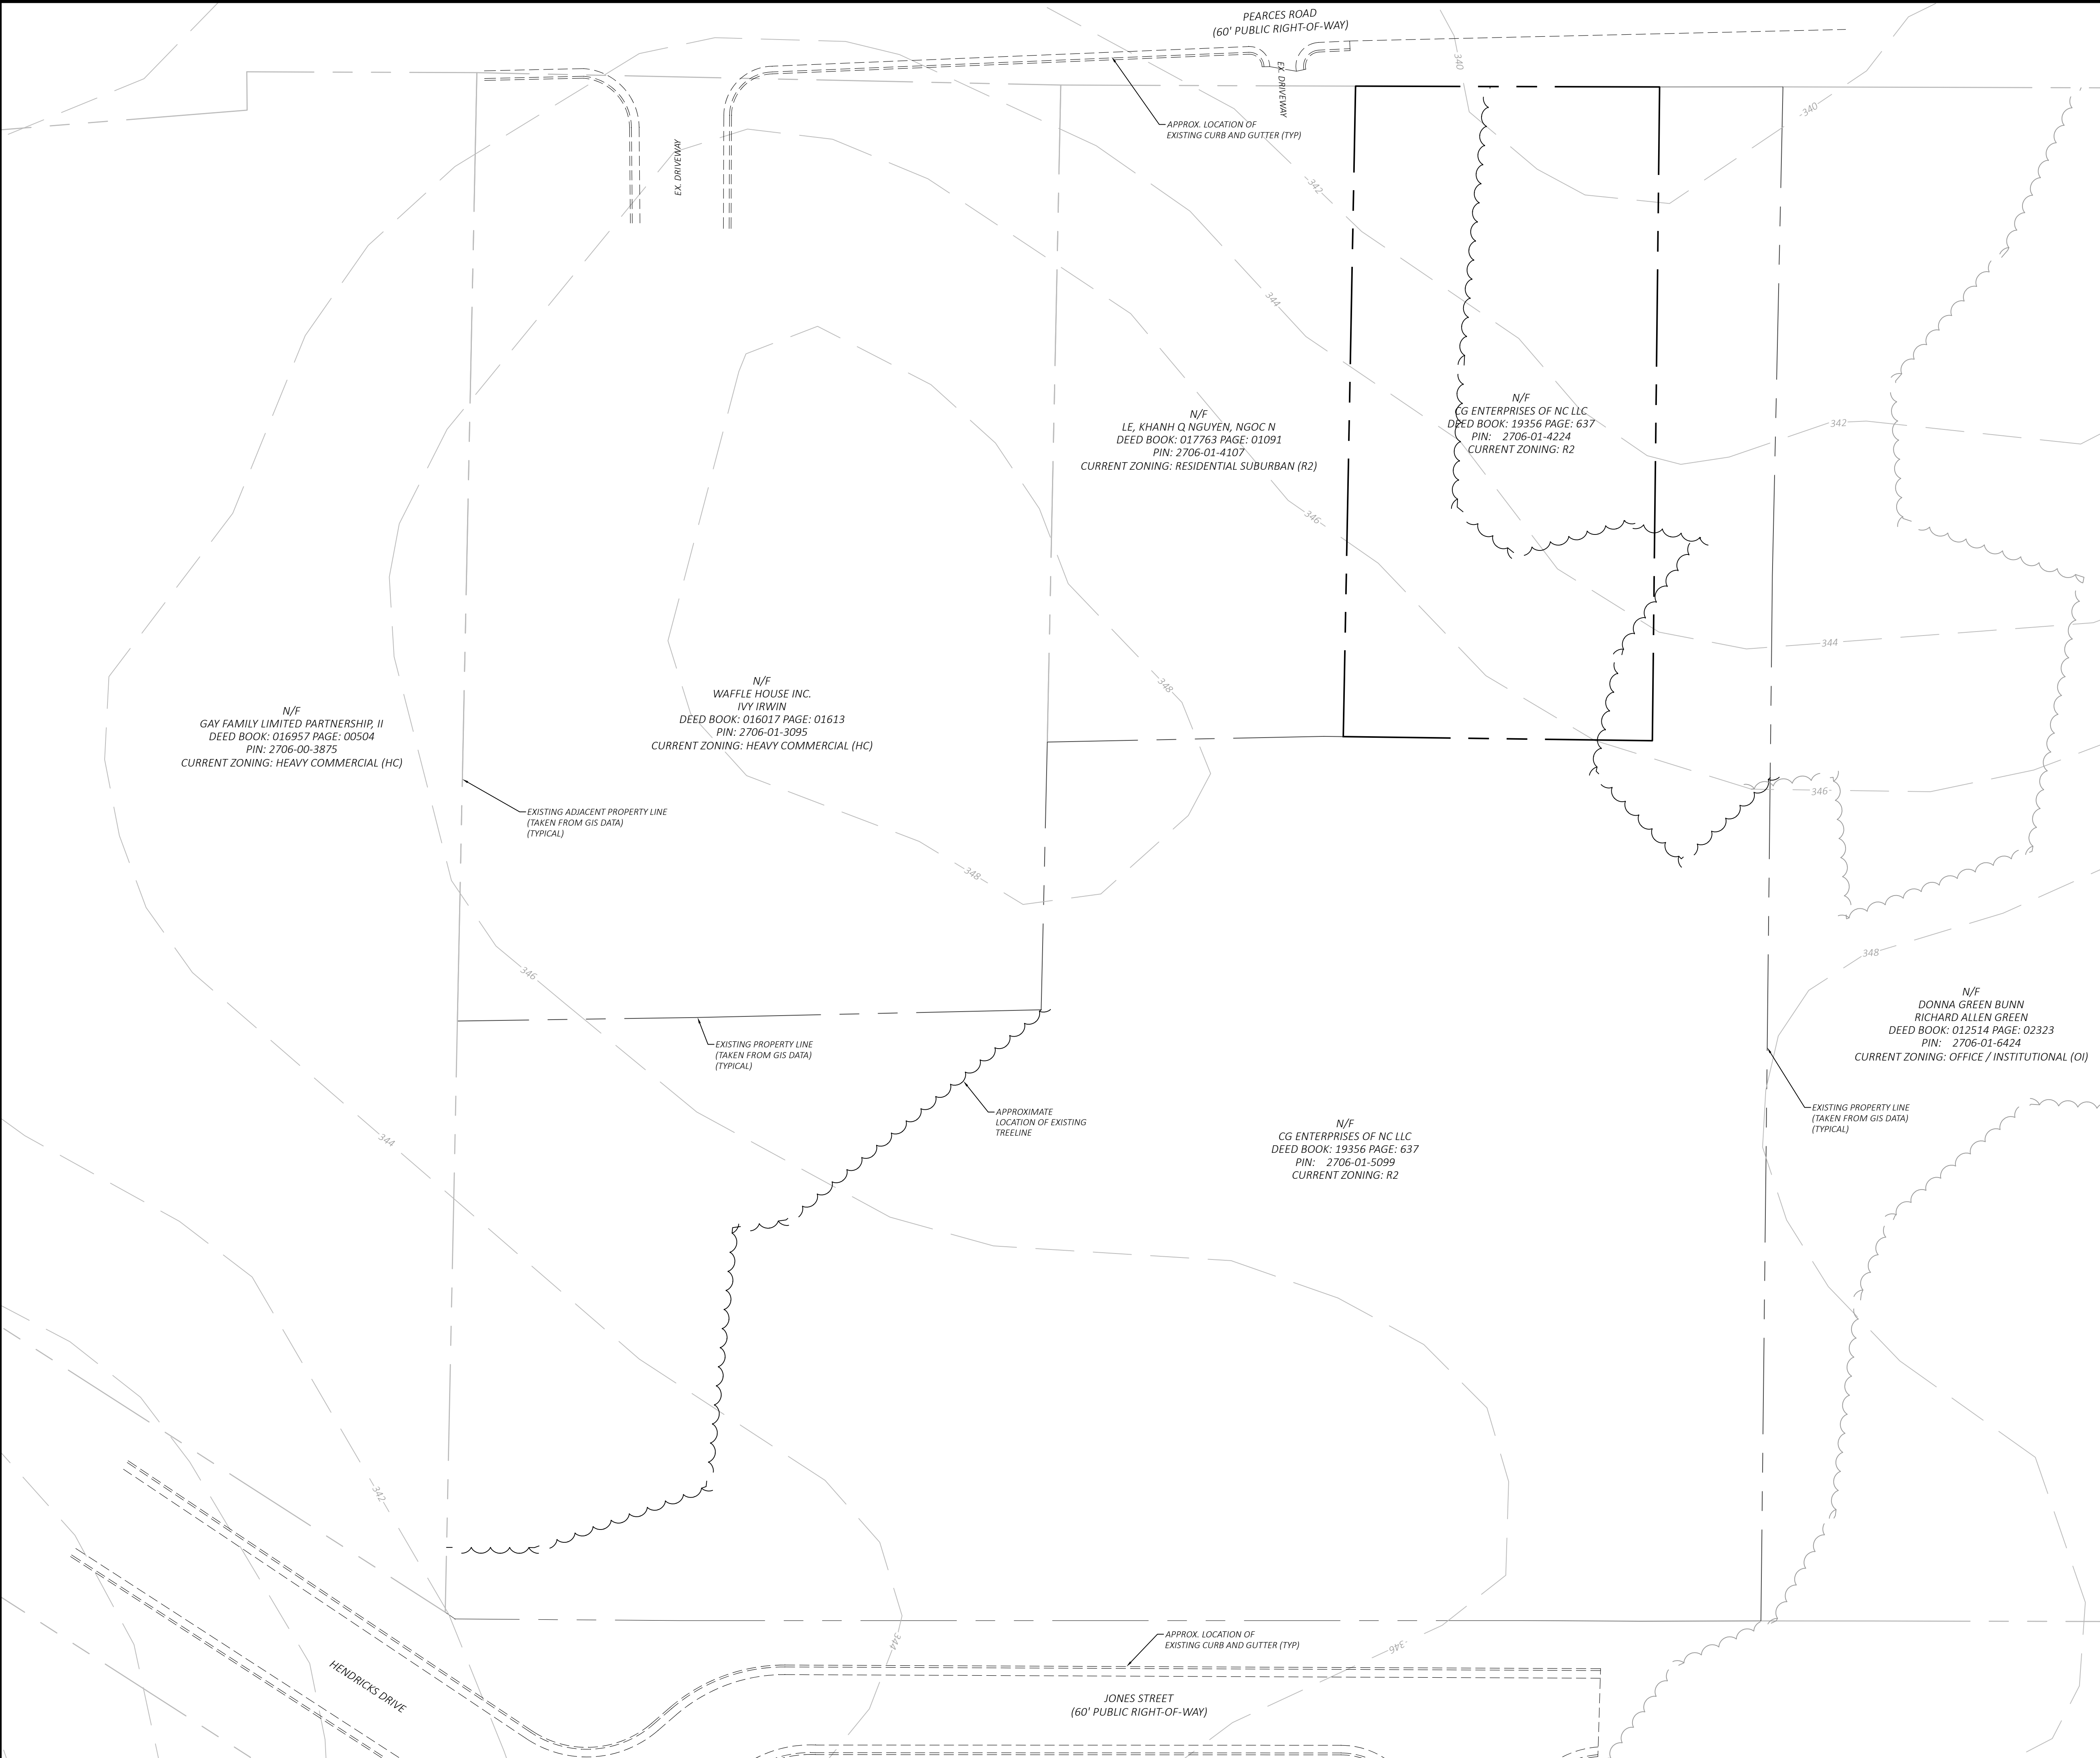 PEARCES ROAD
(60' PUBLIC RIGHT-OF-WAY)
340
EX. DRIVEWAY
340
APPROX. LOCATION OF
EXISTING CURB AND GUTTER (TYP)
EX. DRIVEWAY
342
344
N/F
CG ENTERPRISES OF NC LLC
DEED BOOK: 19356 PAGE: 637
PIN: 2706-01-4224
CURRENT ZONING: R2
N/F
LE, KHANH Q NGUYEN, NGOC N
DEED BOOK: 017763 PAGE: 01091
PIN: 2706-01-4107
CURRENT ZONING: RESIDENTIAL SUBURBAN (R2)
342
346
344
348
N/F
WAFFLE HOUSE INC.
IVY IRWIN
DEED BOOK: 016017 PAGE: 01613
PIN: 2706-01-3095
CURRENT ZONING: HEAVY COMMERCIAL (HC)
N/F
GAY FAMILY LIMITED PARTNERSHIP, II
DEED BOOK: 016957 PAGE: 00504
PIN: 2706-00-3875
CURRENT ZONING: HEAVY COMMERCIAL (HC)
346
EXISTING ADJACENT PROPERTY LINE
(TAKEN FROM GIS DATA)
(TYPICAL)
348
348
346
N/F
DONNA GREEN BUNN
RICHARD ALLEN GREEN
DEED BOOK: 012514 PAGE: 02323
PIN: 2706-01-6424
CURRENT ZONING: OFFICE / INSTITUTIONAL (OI)
EXISTING PROPERTY LINE
(TAKEN FROM GIS DATA)
(TYPICAL)
APPROXIMATE
LOCATION OF EXISTING
TREELINE
EXISTING PROPERTY LINE
(TAKEN FROM GIS DATA)
(TYPICAL)
344
N/F
CG ENTERPRISES OF NC LLC
DEED BOOK: 19356 PAGE: 637
PIN: 2706-01-5099
CURRENT ZONING: R2
342
APPROX. LOCATION OF
EXISTING CURB AND GUTTER (TYP)
344
346
HENDRICKS DRIVE
JONES STREET
(60' PUBLIC RIGHT-OF-WAY)